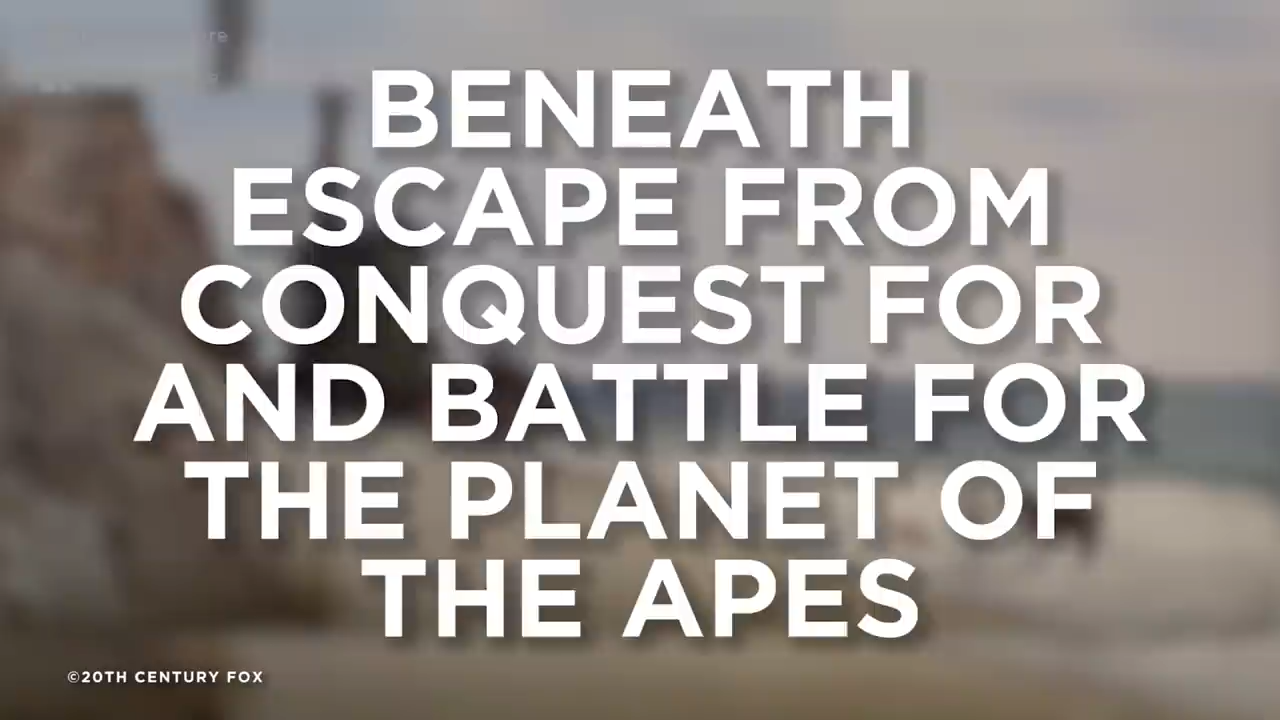 BENEATH
ESCAPE FROM
CONQUEST FOR
AND BATTLE FOR
THE PLANET OF
THE APES
©20TH CENTURY FOX